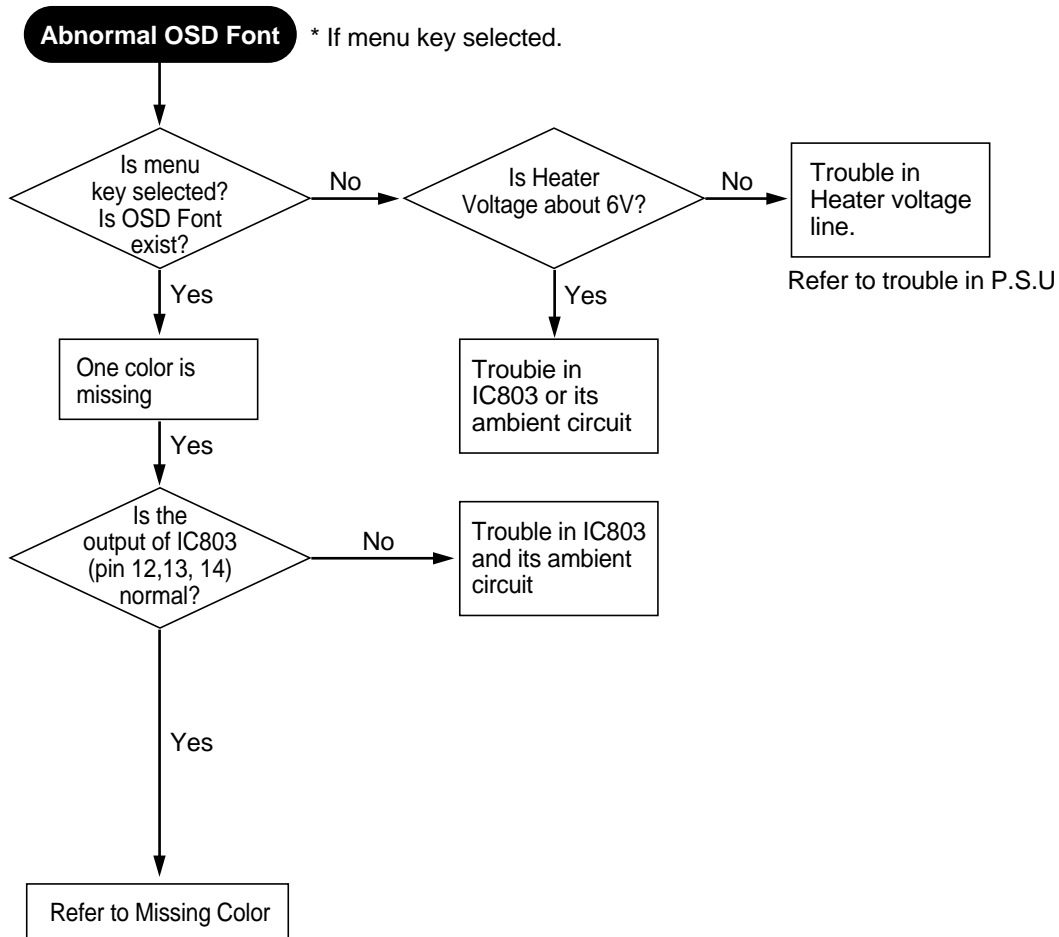 Abnormal OSD Font * If menu key selected.
Is menu
key selected?
Is OSD Font
exist?
No
Is Heater
Voltage about 6V?
No
Trouble in
Heater voltage
line.
Refer to trouble in P.S.U
Yes
Yes
One color is
missing
Troubie in
IC803 or its
ambient circuit
Yes
Is the
output of IC803
(pin 12,13, 14)
normal?
No
Trouble in IC803
and its ambient
circuit
Yes
Refer to Missing Color